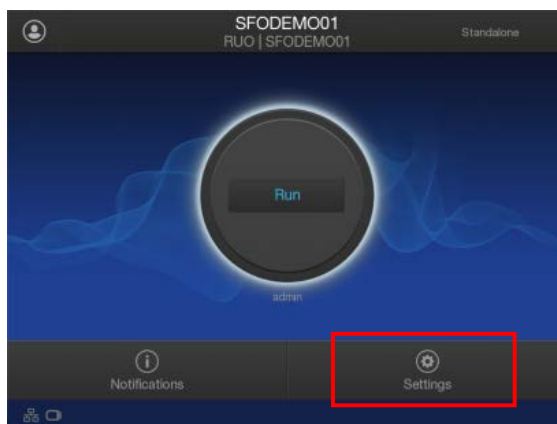 SFODEMO01
RUO | SFODEMO01
Standalone
Run
admin
Notifications
Settings